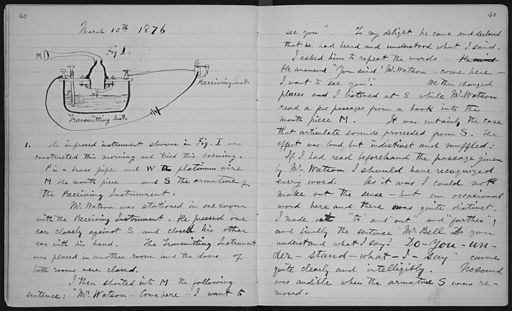 40
March 10th 1876
Fig 1.
M
S
Receiving Inst.
P
W
Transmitting Inst.
1. The improved instrument shown in Fig. I was
constructed this morning and tried this evening.
P is a brass pipe and W the platinum wire
M the mouth piece and S the armature of
the Receiving Instrument.
Mr. Watson was stationed in one room
with the Receiving Instrument. He pressed one
ear closely against S and closed his other
ear with his hand. The Transmitting Instrument
was placed in another room and the doors of
both rooms were closed.
I then shouted into M the following
sentence: "Mr. Watson - Come here - I want to
41
see you". To my delight he came and declared
that he had heard and understood what I said.
I asked him to repeat the words.
He answered "You said 'Mr. Watson - come here -
I want to see you'." We then changed
places and I listened at S while Mr. Watson
read a few passages from a book into the
mouth piece M. It was certainly the case
that articulate sounds proceeded from S. The
effect was loud but indistinct and muffled.
If I had read beforehand the passage given
by Mr. Watson I should have recognized
every word. As it was I could not
make out the sense - but an occasional
word here and there was quite distinct.
I made out "to" and "out" and "further";
and finally the sentence "Mr. Bell do you
understand what I say? Do - you - un -
der - stand - what - I - say" came
quite clearly and intelligibly. No sound
was audible when the armature S was re-
moved.